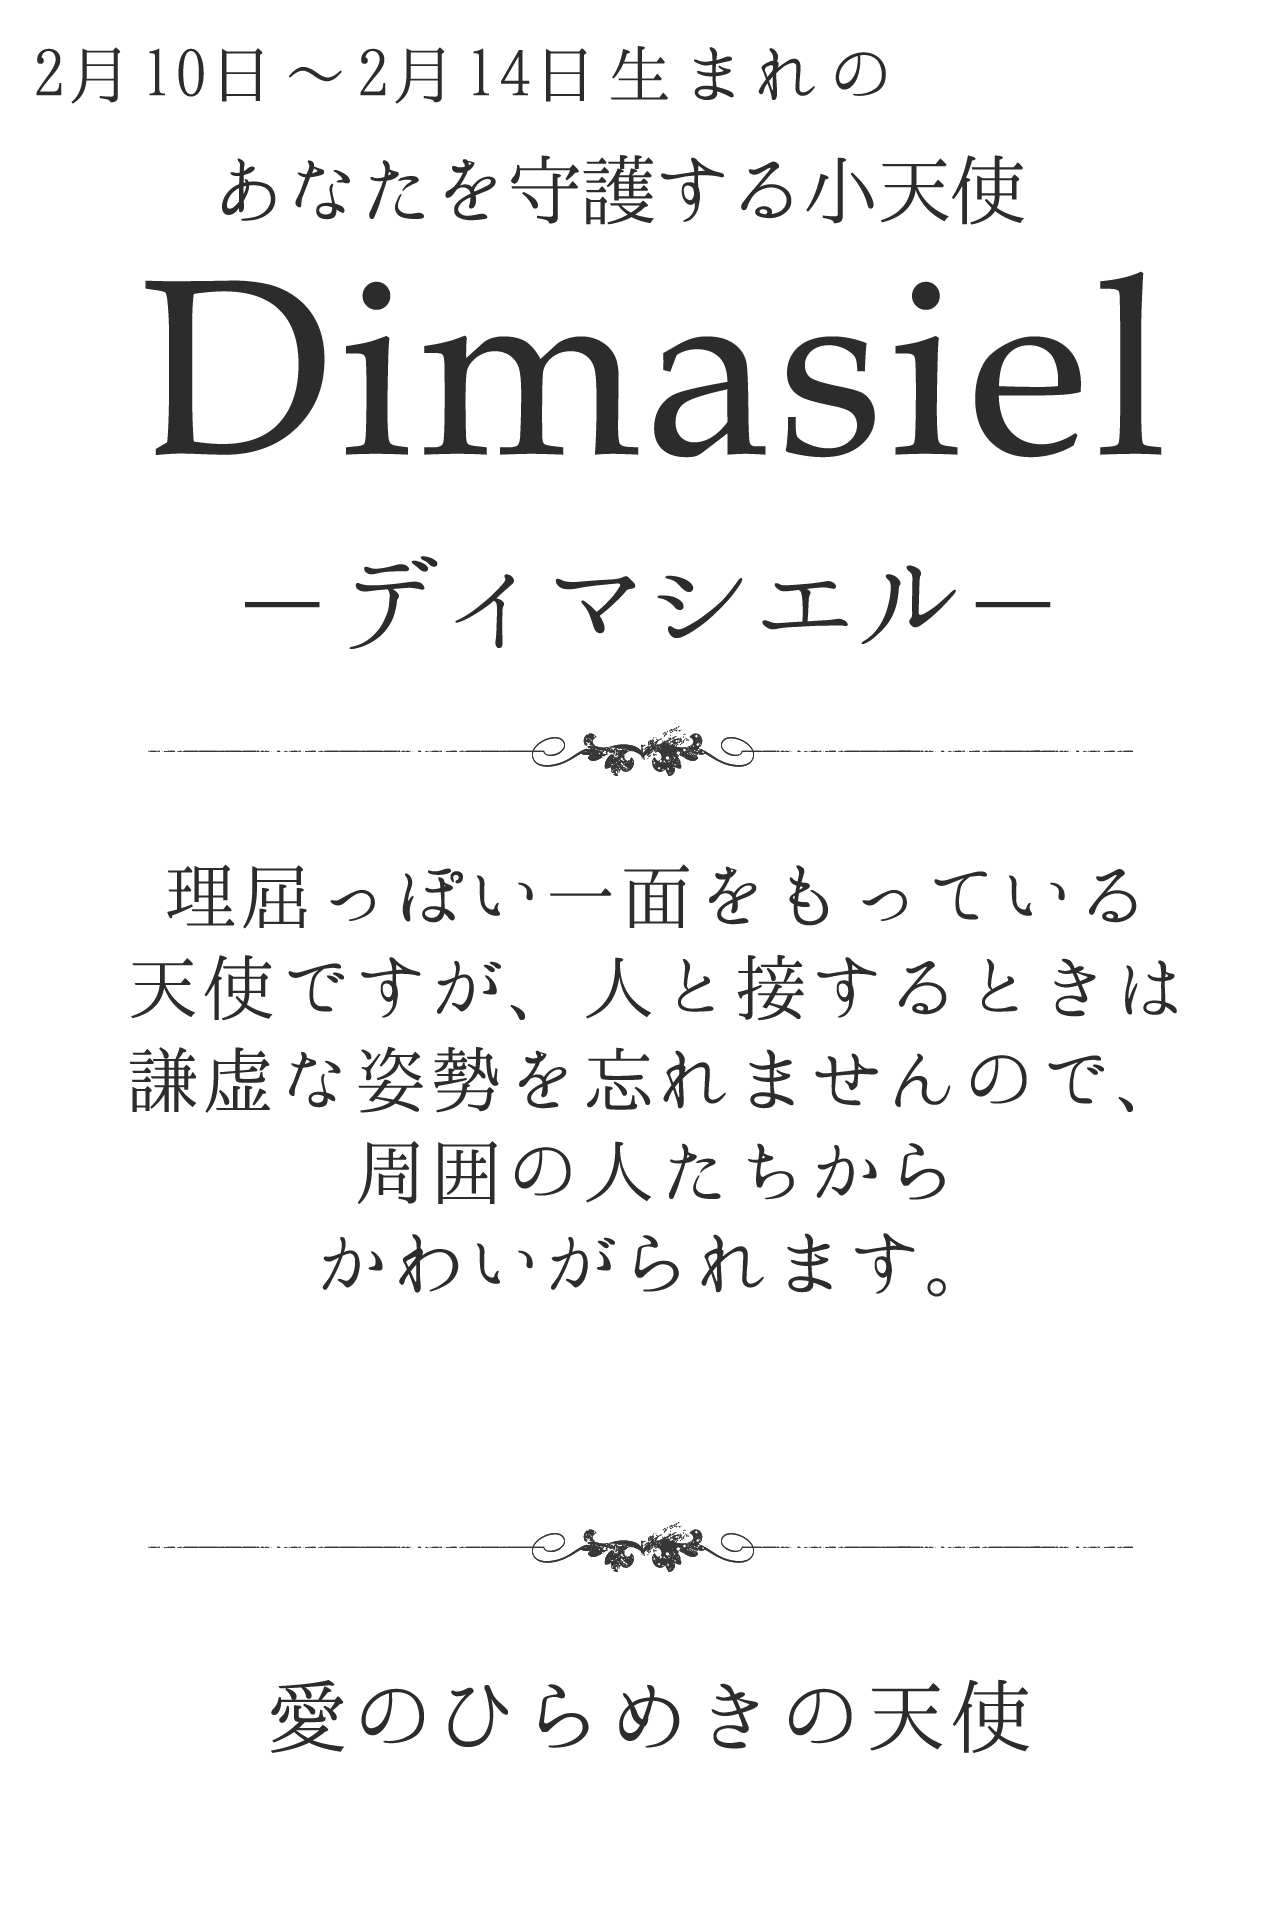 2月10日～2月14日生まれの
あなたを守護する小天使
Dimasiel
―ディマシエル―
理屈っぽい一面をもっている
天使ですが、人と接するときは
謙虚な姿勢を忘れませんので、
周囲の人たちから
かわいがられます。
愛のひらめきの天使